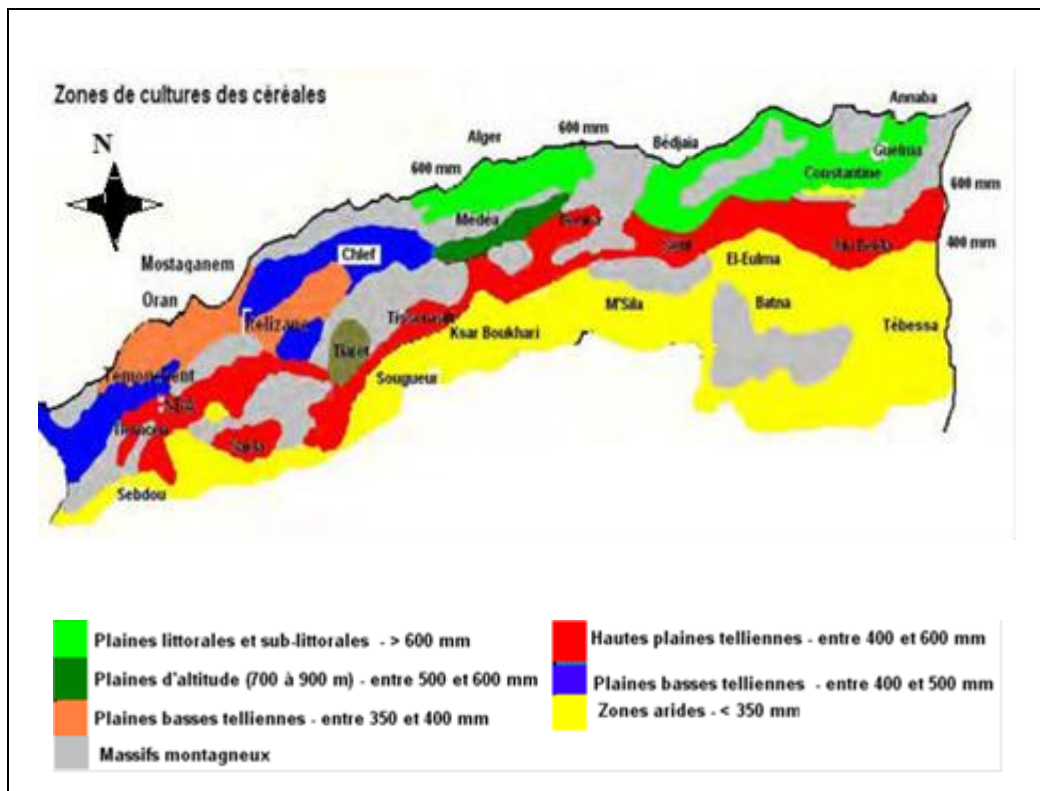 Zones de cultures des céréales
N
Annaba
600 mm
Alger
Bédjaia
Guelma
600 mm
Constantine
600 mm
Médéa
Bouira
Sétif
400 mm
Chlef
El-Eulma
Mostaganem
Oran
M'Sila
Batna
Relizane
Tissemsilt
Ksar Boukhari
Tébessa
Tiaret
Sougueur
Témouchent
SBA
Tlemcen
Saida
Sebdou
Plaines littorales et sub-littorales - > 600 mm
Hautes plaines telliennes - entre 400 et 600 mm
Plaines d'altitude (700 à 900 m) - entre 500 et 600 mm
Plaines basses telliennes - entre 400 et 500 mm
Plaines basses telliennes - entre 350 et 400 mm
Zones arides - < 350 mm
Massifs montagneux